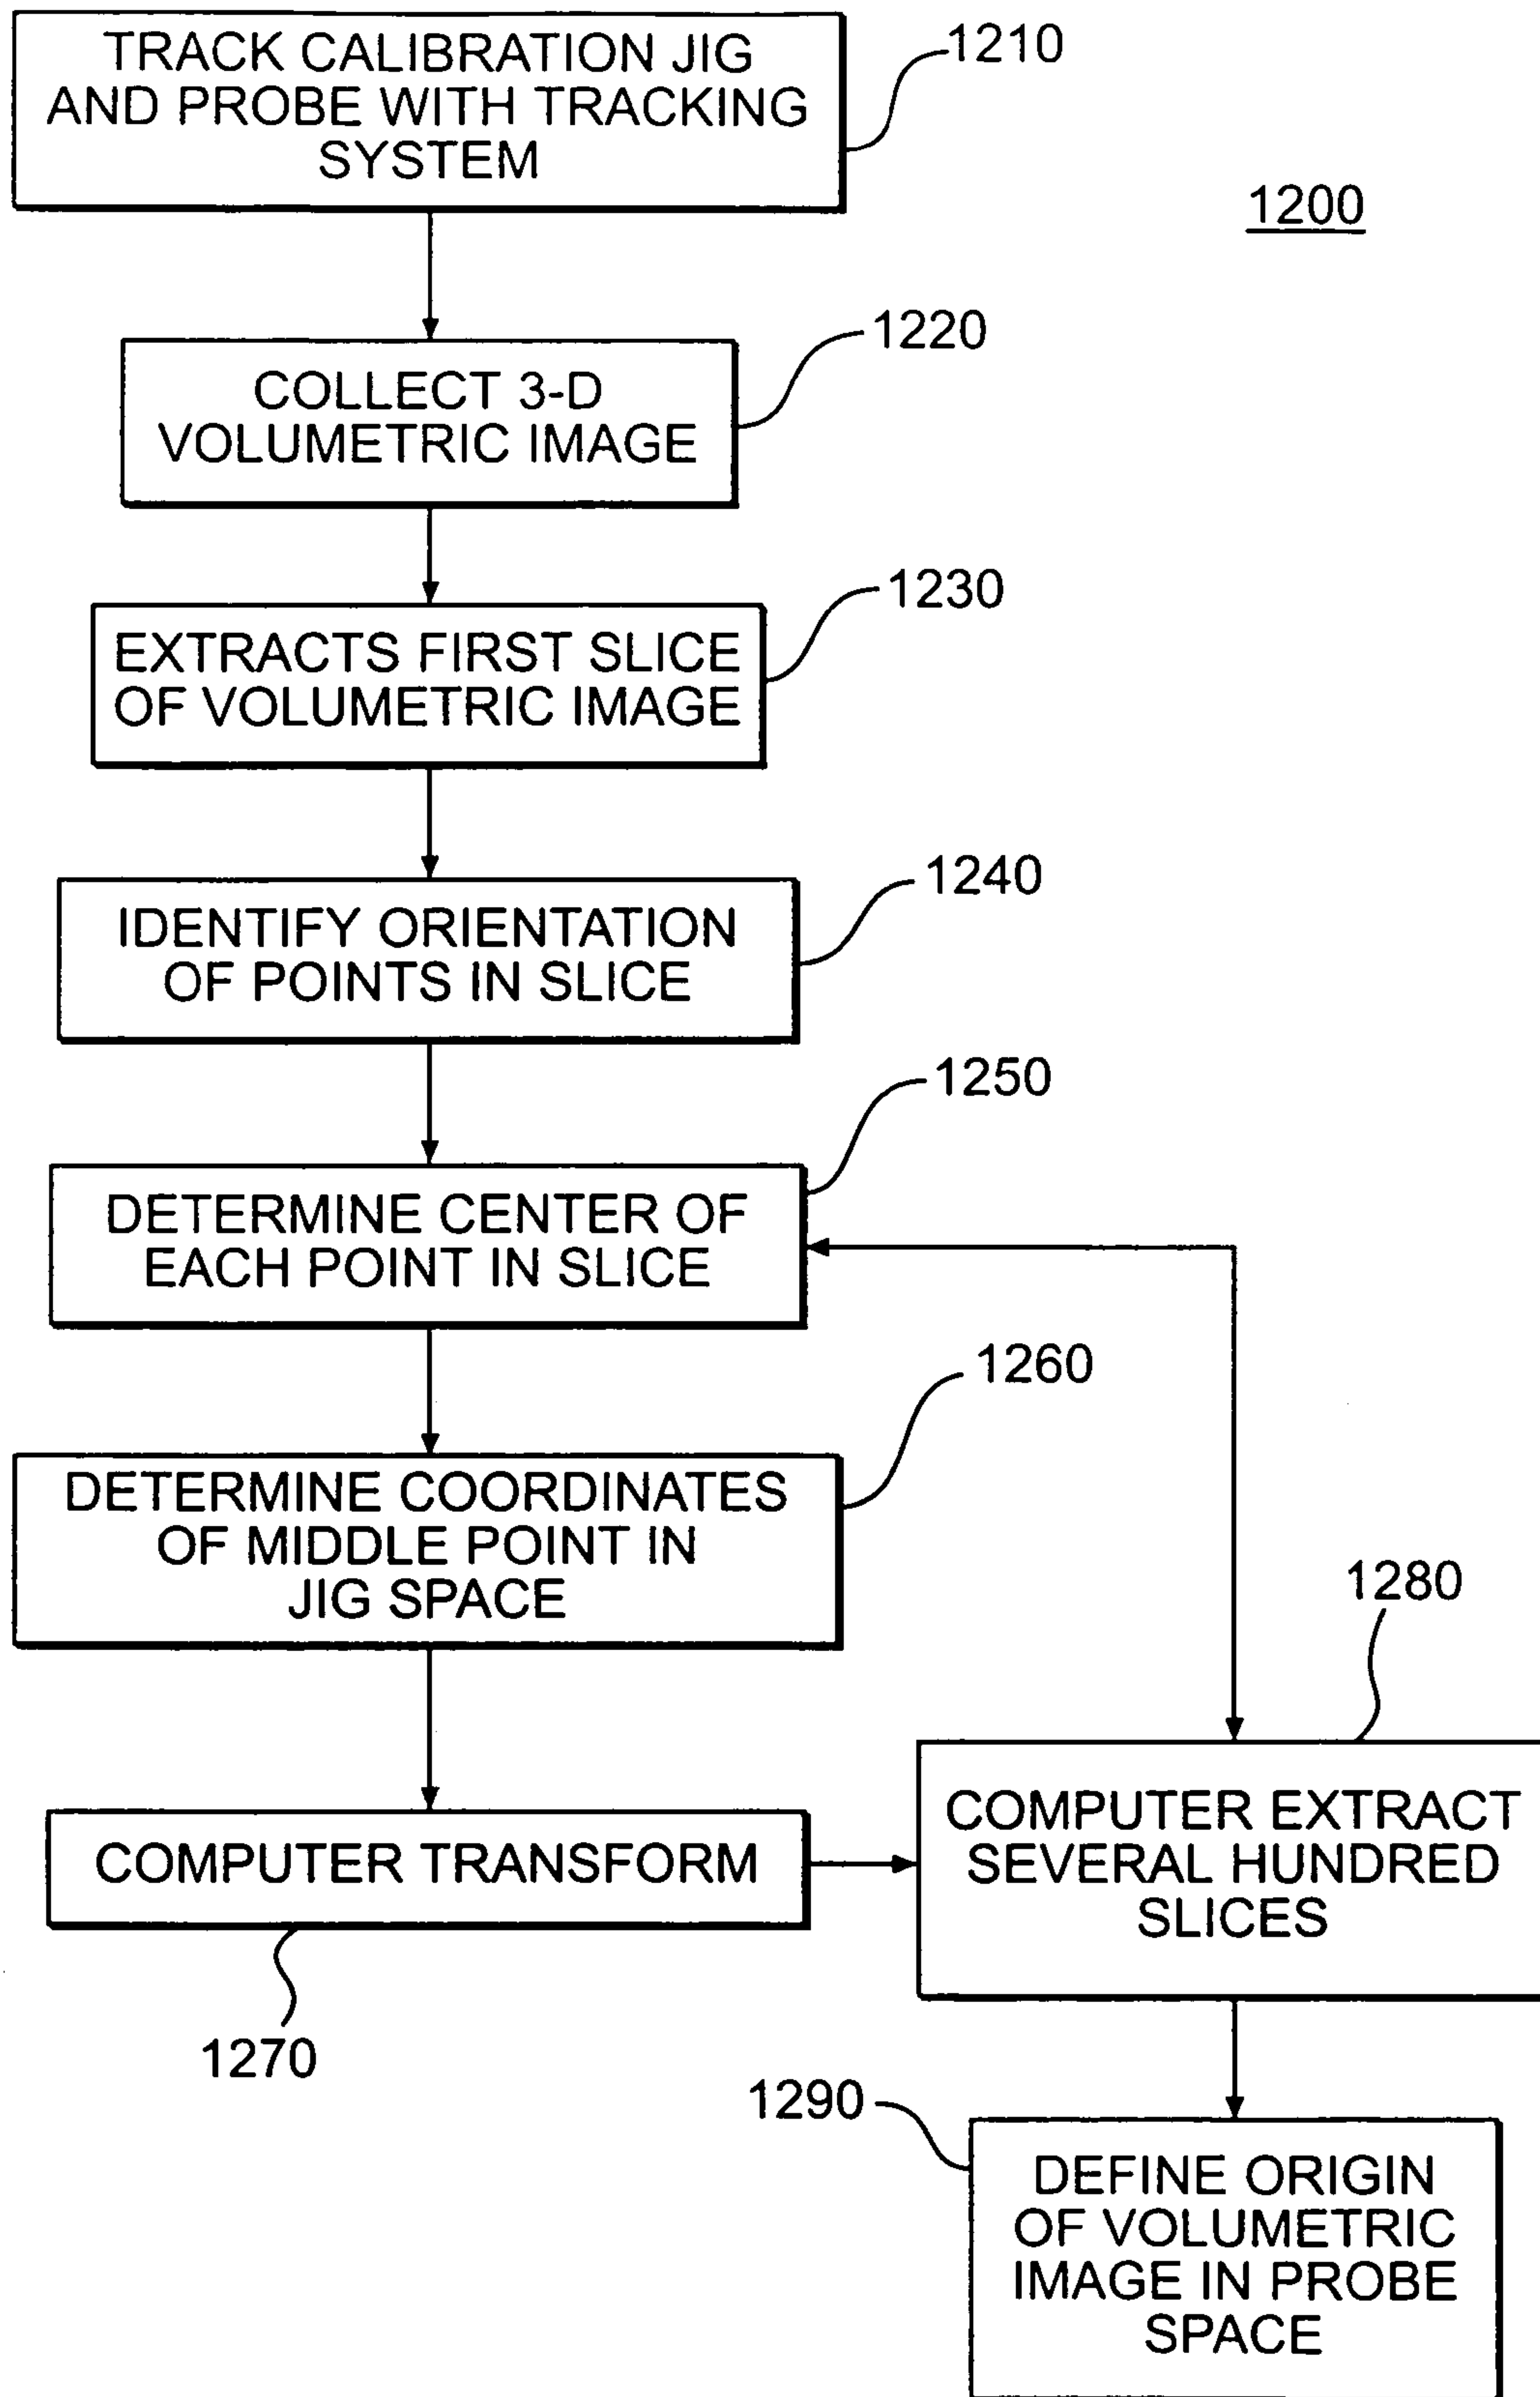 TRACK CALIBRATION JIG
AND PROBE WITH TRACKING
SYSTEM
1210
1200
1220
COLLECT 3-D
VOLUMETRIC IMAGE
1230
EXTRACTS FIRST SLICE
OF VOLUMETRIC IMAGE
1240
IDENTIFY ORIENTATION
OF POINTS IN SLICE
1250
DETERMINE CENTER OF
EACH POINT IN SLICE
1260
DETERMINE COORDINATES
OF MIDDLE POINT IN
JIG SPACE
1280
COMPUTER TRANSFORM
1270
COMPUTER EXTRACT
SEVERAL HUNDRED
SLICES
1290
DEFINE ORIGIN
OF VOLUMETRIC
IMAGE IN PROBE
SPACE